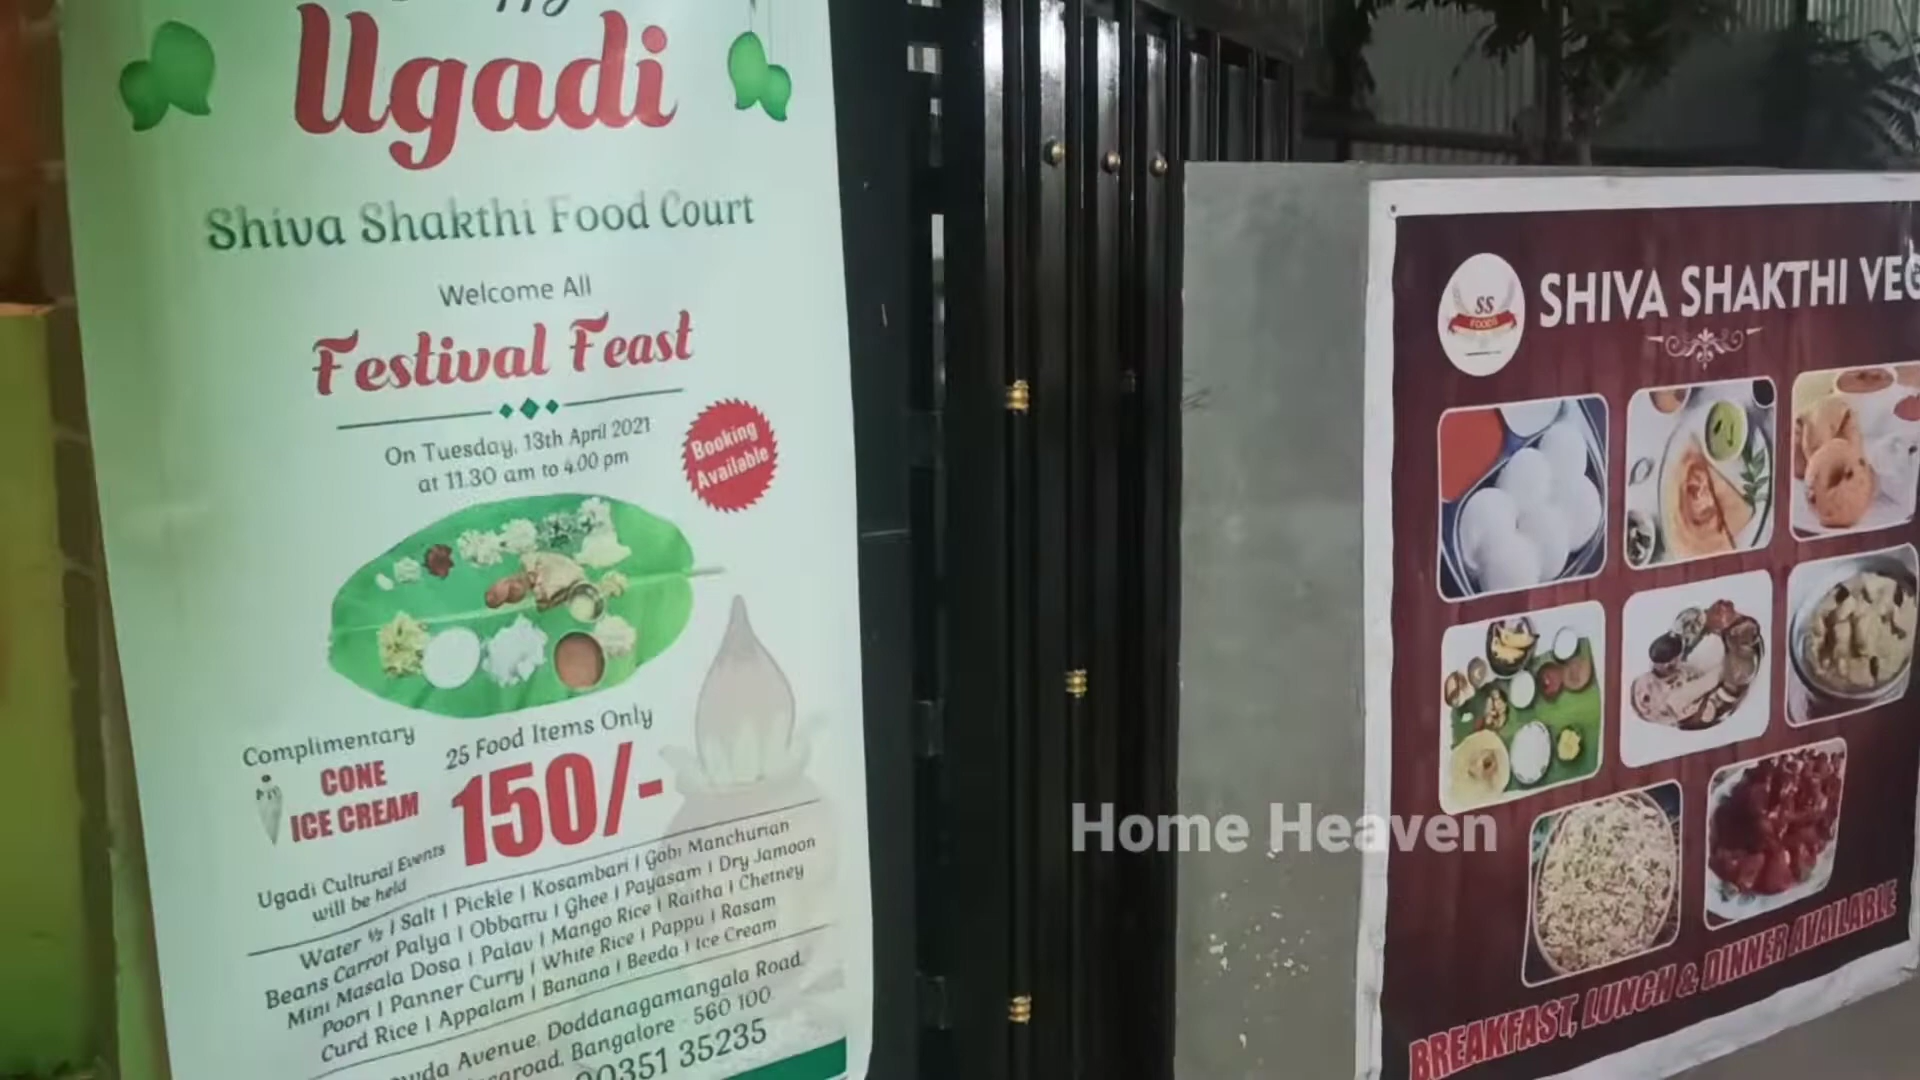 Ugadi
Shiva Shakthi Food Court
Welcome All
Festival Feast
On Tuesday, 13th April 2021
at 11.30 am to 4.00 pm
Booking
Available
Complimentary
CONE
ICE CREAM
25 Food Items Only
150/-
Ugadi Cultural Events
will be held
Water ½ | Salt | Pickle | Kosambari | Gobi Manchurian
Beans Carrot Palya | Obbattu | Ghee | Payasam | Dry Jamoon
Mini Masala Dosa | Palav | Mango Rice | Raitha | Chetney
Poori | Panner Curry | White Rice | Pappu | Rasam
Curd Rice | Appalam | Banana | Beeda | Ice Cream
Avenue, Doddanagamangala Road,
Bangalore - 560 100
35235
SS
FOODS
SHIVA SHAKTHI VEG
BREAKFAST, LUNCH & DINNER AVAILABLE
Home Heaven